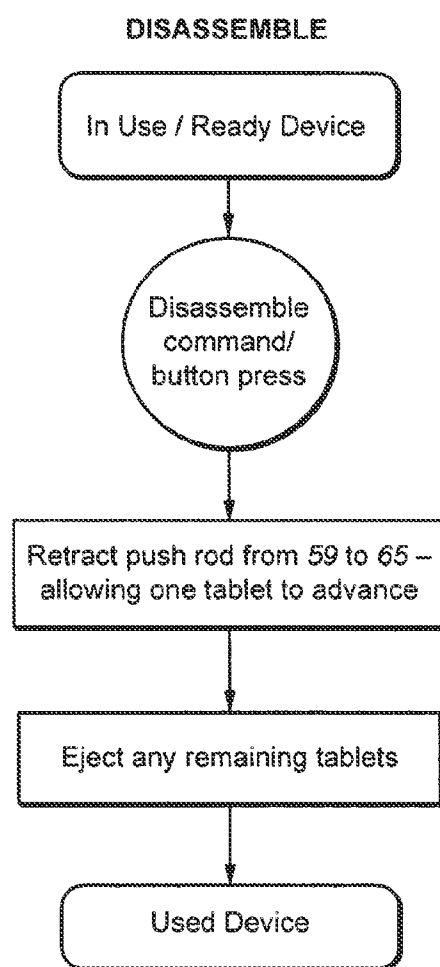 DISASSEMBLE
In Use / Ready Device
Disassemble
command/
button press
Retract push rod from 59 to 65 –
allowing one tablet to advance
Eject any remaining tablets
Used Device